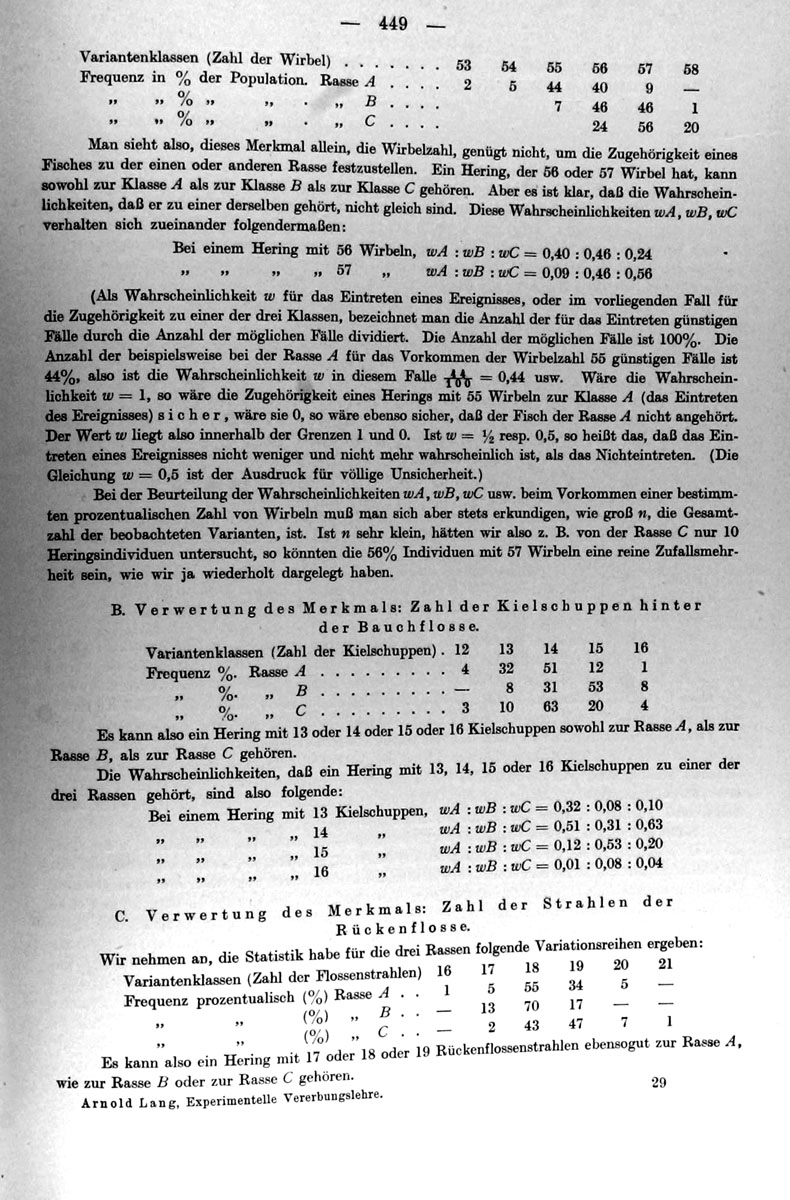 — 449 —
Variantenklassen (Zahl der Wirbel) . . . . . . . 53 54 55 56 57 58
Frequenz in % der Population. Rasse A . . . . 2 5 44 40 9 —
„ „ % „ „ . „ B . . . . 7 46 46 1
„ „ % „ „ . „ C . . . . 24 56 20
Man sieht also, dieses Merkmal allein, die Wirbelzahl, genügt nicht, um die Zugehörigkeit eines
Fisches zu der einen oder anderen Rasse festzustellen. Ein Hering, der 56 oder 57 Wirbel hat, kann
sowohl zur Klasse A als zur Klasse B als zur Klasse C gehören. Aber es ist klar, daß die Wahrschein-
lichkeiten, daß er zu einer derselben gehört, nicht gleich sind. Diese Wahrscheinlichkeiten wA, wB, wC
verhalten sich zueinander folgendermaßen:
Bei einem Hering mit 56 Wirbeln, wA : wB : wC = 0,40 : 0,46 : 0,24
„ „ „ „ 57 „ wA : wB : wC = 0,09 : 0,46 : 0,56
(Als Wahrscheinlichkeit w für das Eintreten eines Ereignisses, oder im vorliegenden Fall für
die Zugehörigkeit zu einer der drei Klassen, bezeichnet man die Anzahl der für das Eintreten günstigen
Fälle durch die Anzahl der möglichen Fälle dividiert. Die Anzahl der möglichen Fälle ist 100%. Die
Anzahl der beispielsweise bei der Rasse A für das Vorkommen der Wirbelzahl 55 günstigen Fälle ist
44%, also ist die Wahrscheinlichkeit w in diesem Falle 44/100 = 0,44 usw. Wäre die Wahrschein-
lichkeit w = 1, so wäre die Zugehörigkeit eines Herings mit 55 Wirbeln zur Klasse A (das Eintreten
des Ereignisses) sicher, wäre sie 0, so wäre ebenso sicher, daß der Fisch der Rasse A nicht angehört.
Der Wert w liegt also innerhalb der Grenzen 1 und 0. Ist w = ½ resp. 0,5, so heißt das, daß das Ein-
treten eines Ereignisses nicht weniger und nicht mehr wahrscheinlich ist, als das Nichteintreten. (Die
Gleichung w = 0,5 ist der Ausdruck für völlige Unsicherheit.)
Bei der Beurteilung der Wahrscheinlichkeiten wA, wB, wC usw. beim Vorkommen einer bestimm-
ten prozentualischen Zahl von Wirbeln muß man sich aber stets erkundigen, wie groß n, die Gesamt-
zahl der beobachteten Varianten, ist. Ist n sehr klein, hätten wir also z. B. von der Rasse C nur 10
Heringsindividuen untersucht, so könnten die 56% Individuen mit 57 Wirbeln eine reine Zufallsmehr-
heit sein, wie wir ja wiederholt dargelegt haben.
B. Verwertung des Merkmals: Zahl der Kielschuppen hinter
der Bauchflosse.
Variantenklassen (Zahl der Kielschuppen) . 12 13 14 15 16
Frequenz %. Rasse A . . . . . . . . . 4 32 51 12 1
„ %. „ B . . . . . . . . . — 8 31 53 8
„ %. „ C . . . . . . . . . 3 10 63 20 4
Es kann also ein Hering mit 13 oder 14 oder 15 oder 16 Kielschuppen sowohl zur Rasse A, als zur
Rasse B, als zur Rasse C gehören.
Die Wahrscheinlichkeiten, daß ein Hering mit 13, 14, 15 oder 16 Kielschuppen zu einer der
drei Rassen gehört, sind also folgende:
Bei einem Hering mit 13 Kielschuppen, wA : wB : wC = 0,32 : 0,08 : 0,10
„ „ „ „ 14 „ wA : wB : wC = 0,51 : 0,31 : 0,63
„ „ „ „ 15 „ wA : wB : wC = 0,12 : 0,53 : 0,20
„ „ „ „ 16 „ wA : wB : wC = 0,01 : 0,08 : 0,04
C. Verwertung des Merkmals: Zahl der Strahlen der
Rückenflosse.
Wir nehmen an, die Statistik habe für die drei Rassen folgende Variationsreihen ergeben:
Variantenklassen (Zahl der Flossenstrahlen) 16 17 18 19 20 21
Frequenz prozentualisch (%) Rasse A . . 1 5 55 34 5 —
„ „ (%) „ B . . — 13 70 17 — —
„ „ (%) „ C . . — 2 43 47 7 1
Es kann also ein Hering mit 17 oder 18 oder 19 Rückenflossenstrahlen ebensogut zur Rasse A,
wie zur Rasse B oder zur Rasse C gehören.
Arnold Lang, Experimentelle Vererbungslehre. 29